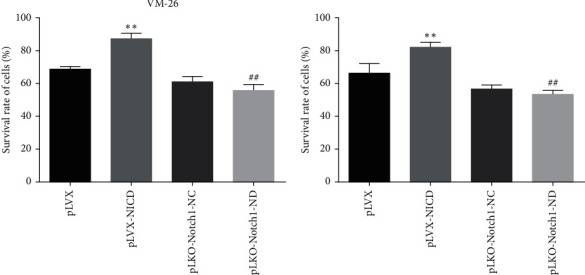 VM-26
Survival rate of cells (%)
100
80
60
40
20
0
**
##
pLVX
pLVX-NICD
pLKO-Notch1-NC
pLKO-Notch1-ND
Survival rate of cells (%)
100
80
60
40
20
0
**
##
pLVX
pLVX-NICD
pLKO-Notch1-NC
pLKO-Notch1-ND